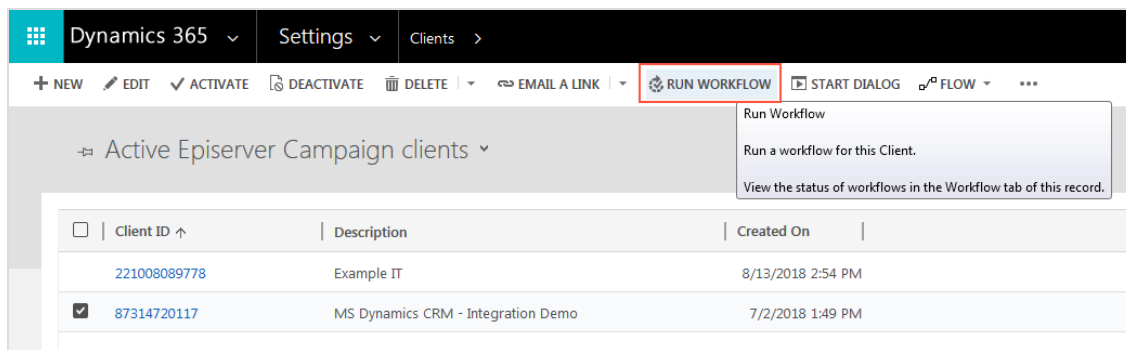 Dynamics 365 Settings Clients
NEW EDIT ACTIVATE DEACTIVATE DELETE EMAIL A LINK RUN WORKFLOW START DIALOG FLOW
Run Workflow
Active Episerver Campaign clients
Run a workflow for this Client.
View the status of workflows in the Workflow tab of this record.
Client ID Description Created On
221008089778 Example IT 8/13/2018 2:54 PM
87314720117 MS Dynamics CRM - Integration Demo 7/2/2018 1:49 PM